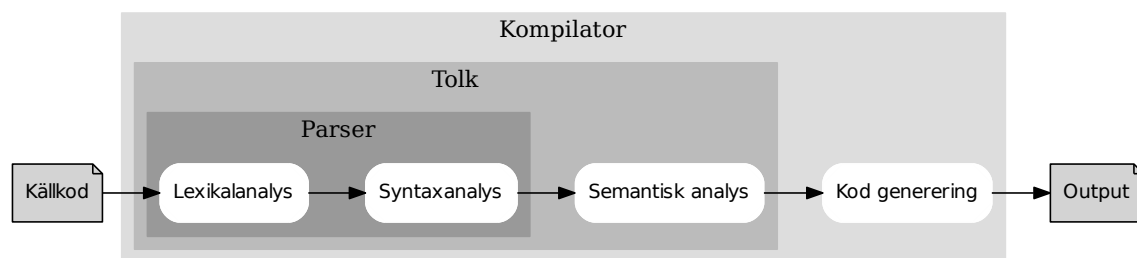 Kompilator
Tolk
Parser
Källkod
Lexikalanalys
Syntaxanalys
Semantisk analys
Kod generering
Output